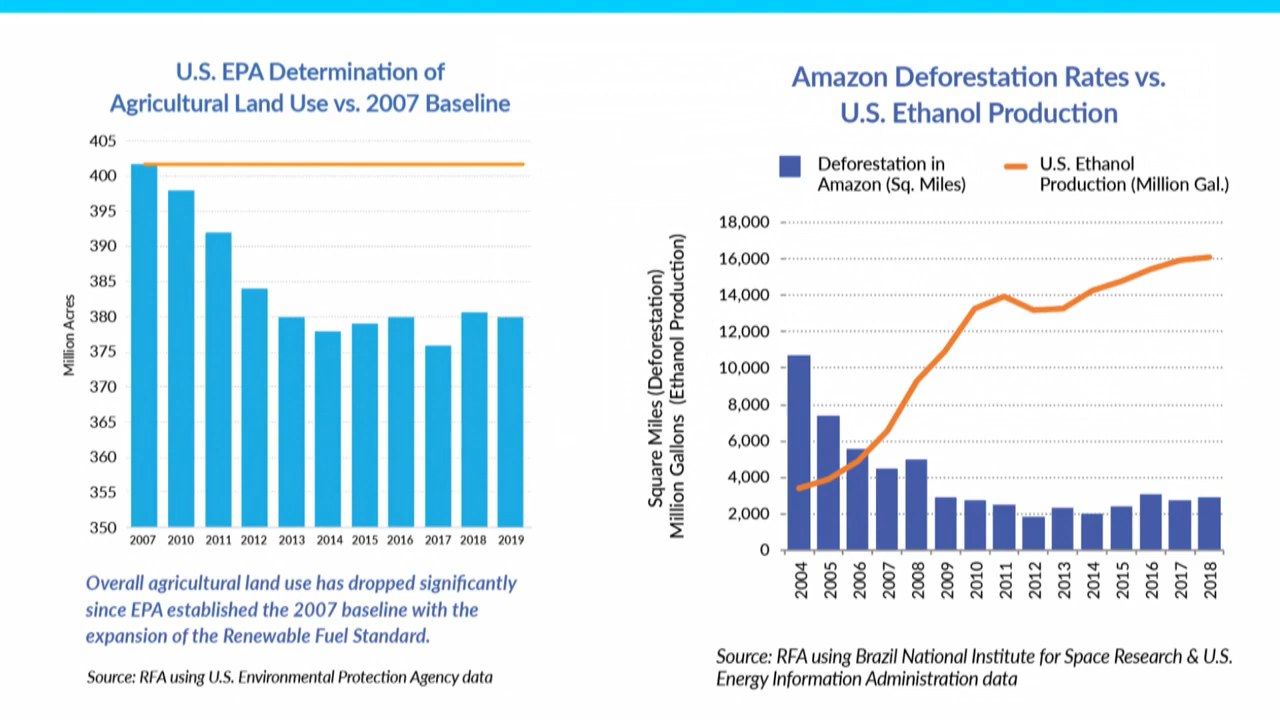 U.S. EPA Determination of
Agricultural Land Use vs. 2007 Baseline
405
400
395
390
385
380
375
370
365
360
355
350
Million Acres
2007 2010 2011 2012 2013 2014 2015 2016 2017 2018 2019
Overall agricultural land use has dropped significantly
since EPA established the 2007 baseline with the
expansion of the Renewable Fuel Standard.
Source: RFA using U.S. Environmental Protection Agency data
Amazon Deforestation Rates vs.
U.S. Ethanol Production
Deforestation in
Amazon (Sq. Miles)
U.S. Ethanol
Production (Million Gal.)
Square Miles (Deforestation)
Million Gallons (Ethanol Production)
18,000
16,000
14,000
12,000
10,000
8,000
6,000
4,000
2,000
0
2004 2005 2006 2007 2008 2009 2010 2011 2012 2013 2014 2015 2016 2017 2018
Source: RFA using Brazil National Institute for Space Research & U.S.
Energy Information Administration data